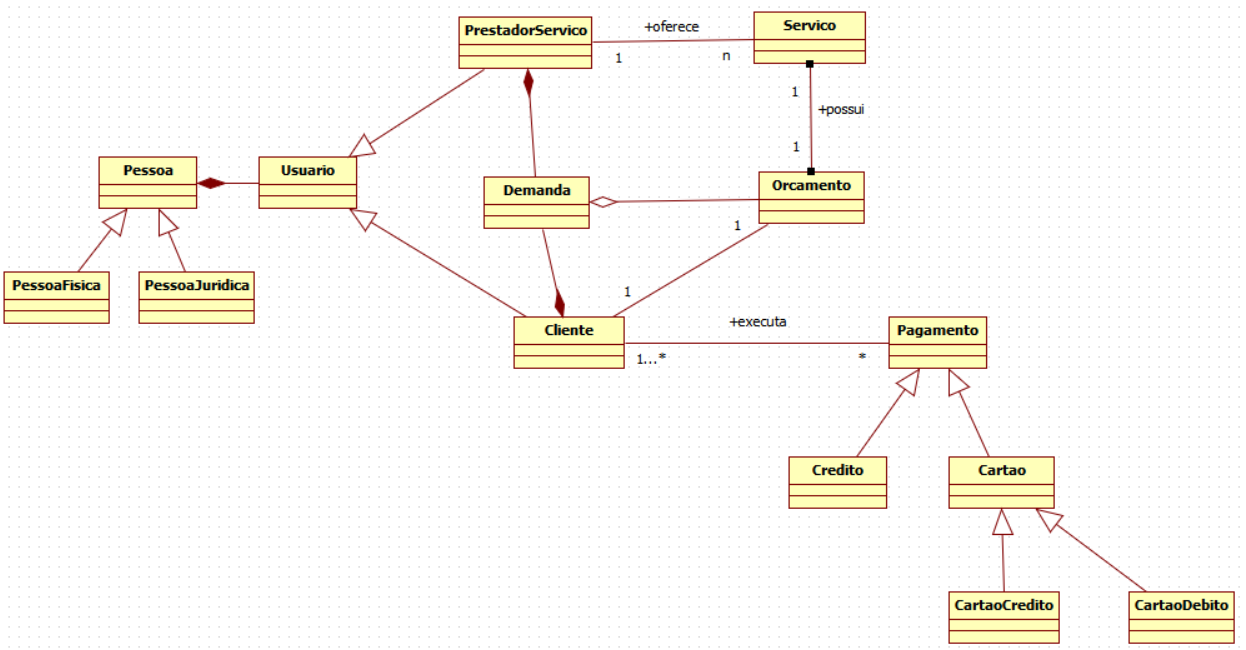 PrestadorServico
+oferece
1
n
Servico
1
+possui
1
Pessoa
Usuario
Demanda
Orcamento
1
PessoaFisica
PessoaJuridica
1
Cliente
+executa
1...*
*
Pagamento
Credito
Cartao
CartaoCredito
CartaoDebito